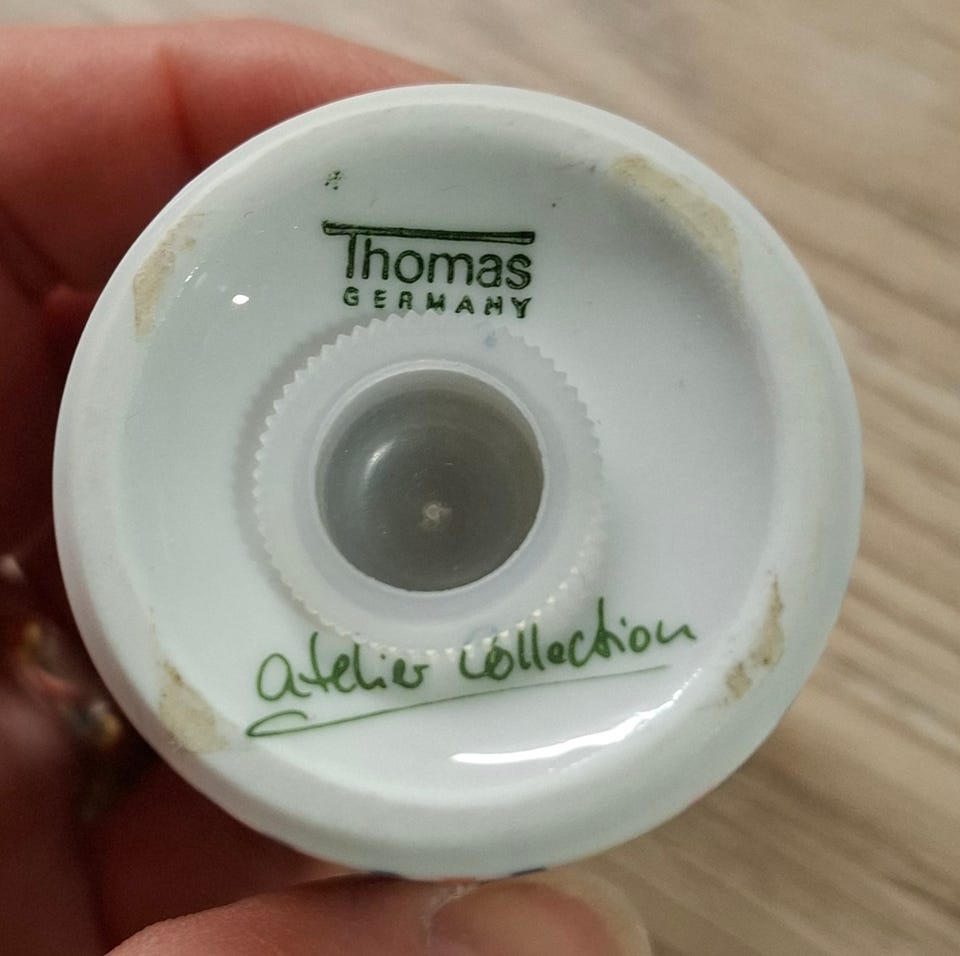 Thomas
GERMANY
atelier collection